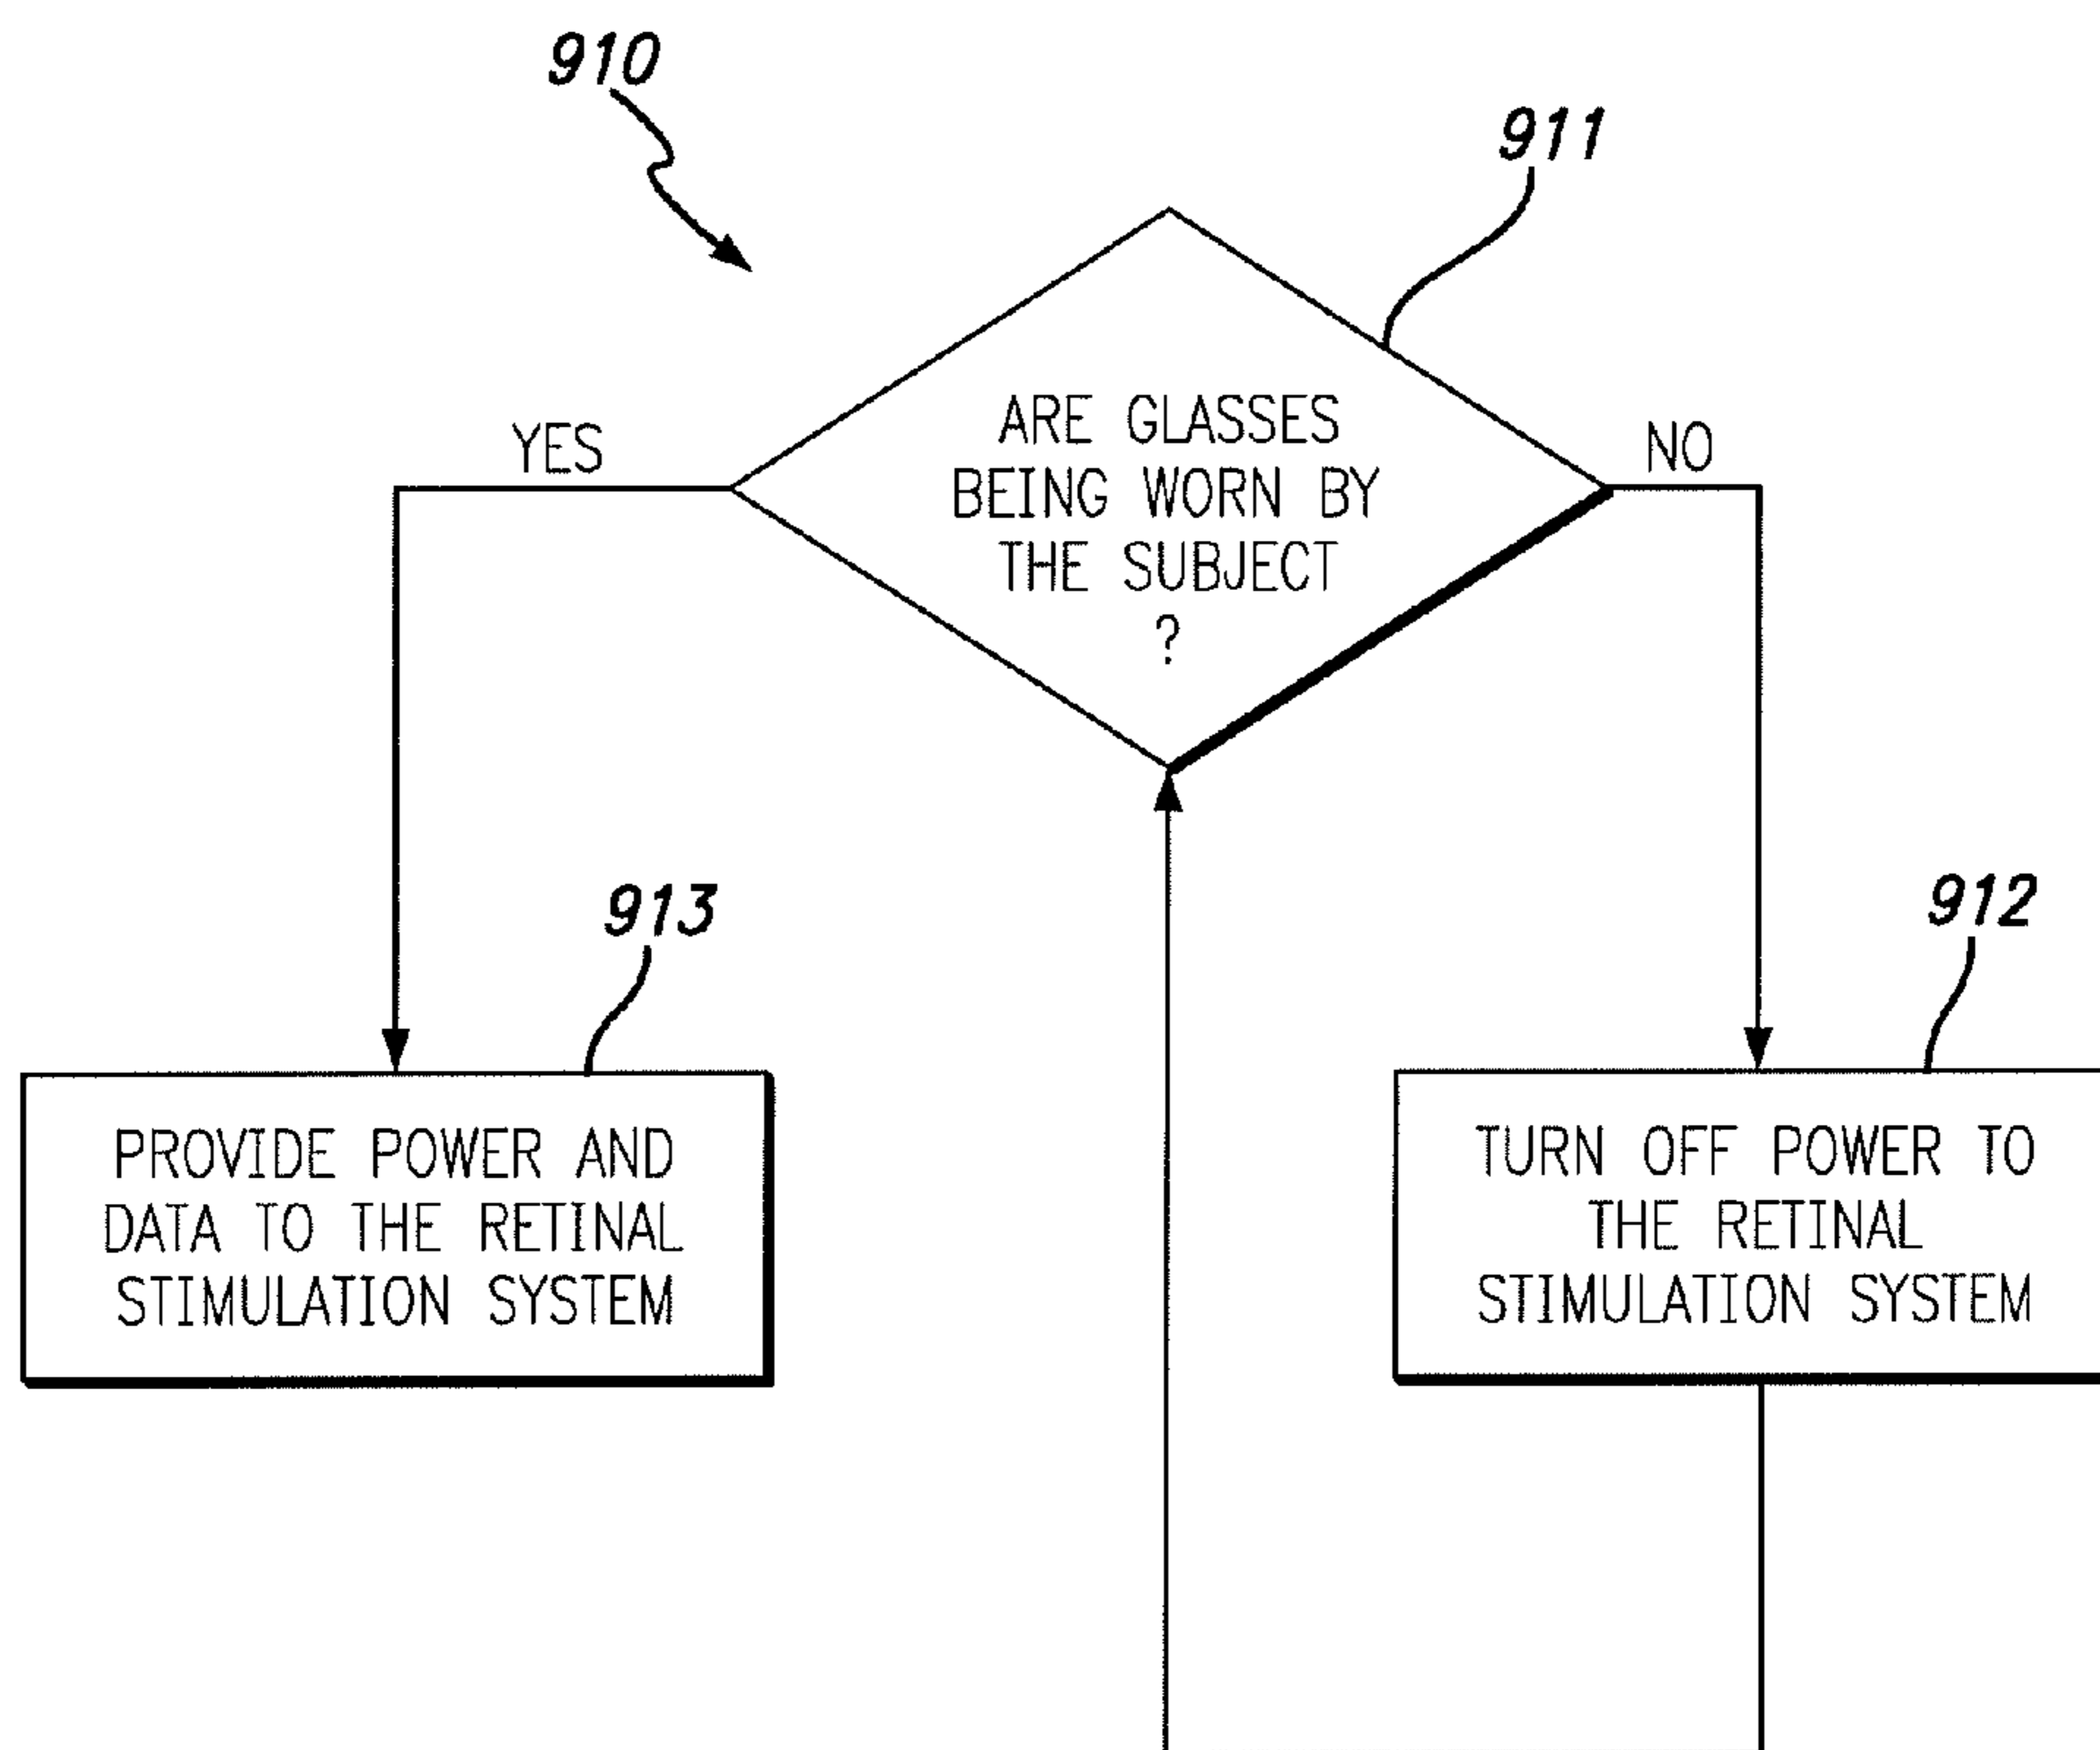 910
911
ARE GLASSES
BEING WORN BY
THE SUBJECT
?
YES
NO
913
912
PROVIDE POWER AND
DATA TO THE RETINAL
STIMULATION SYSTEM
TURN OFF POWER TO
THE RETINAL
STIMULATION SYSTEM